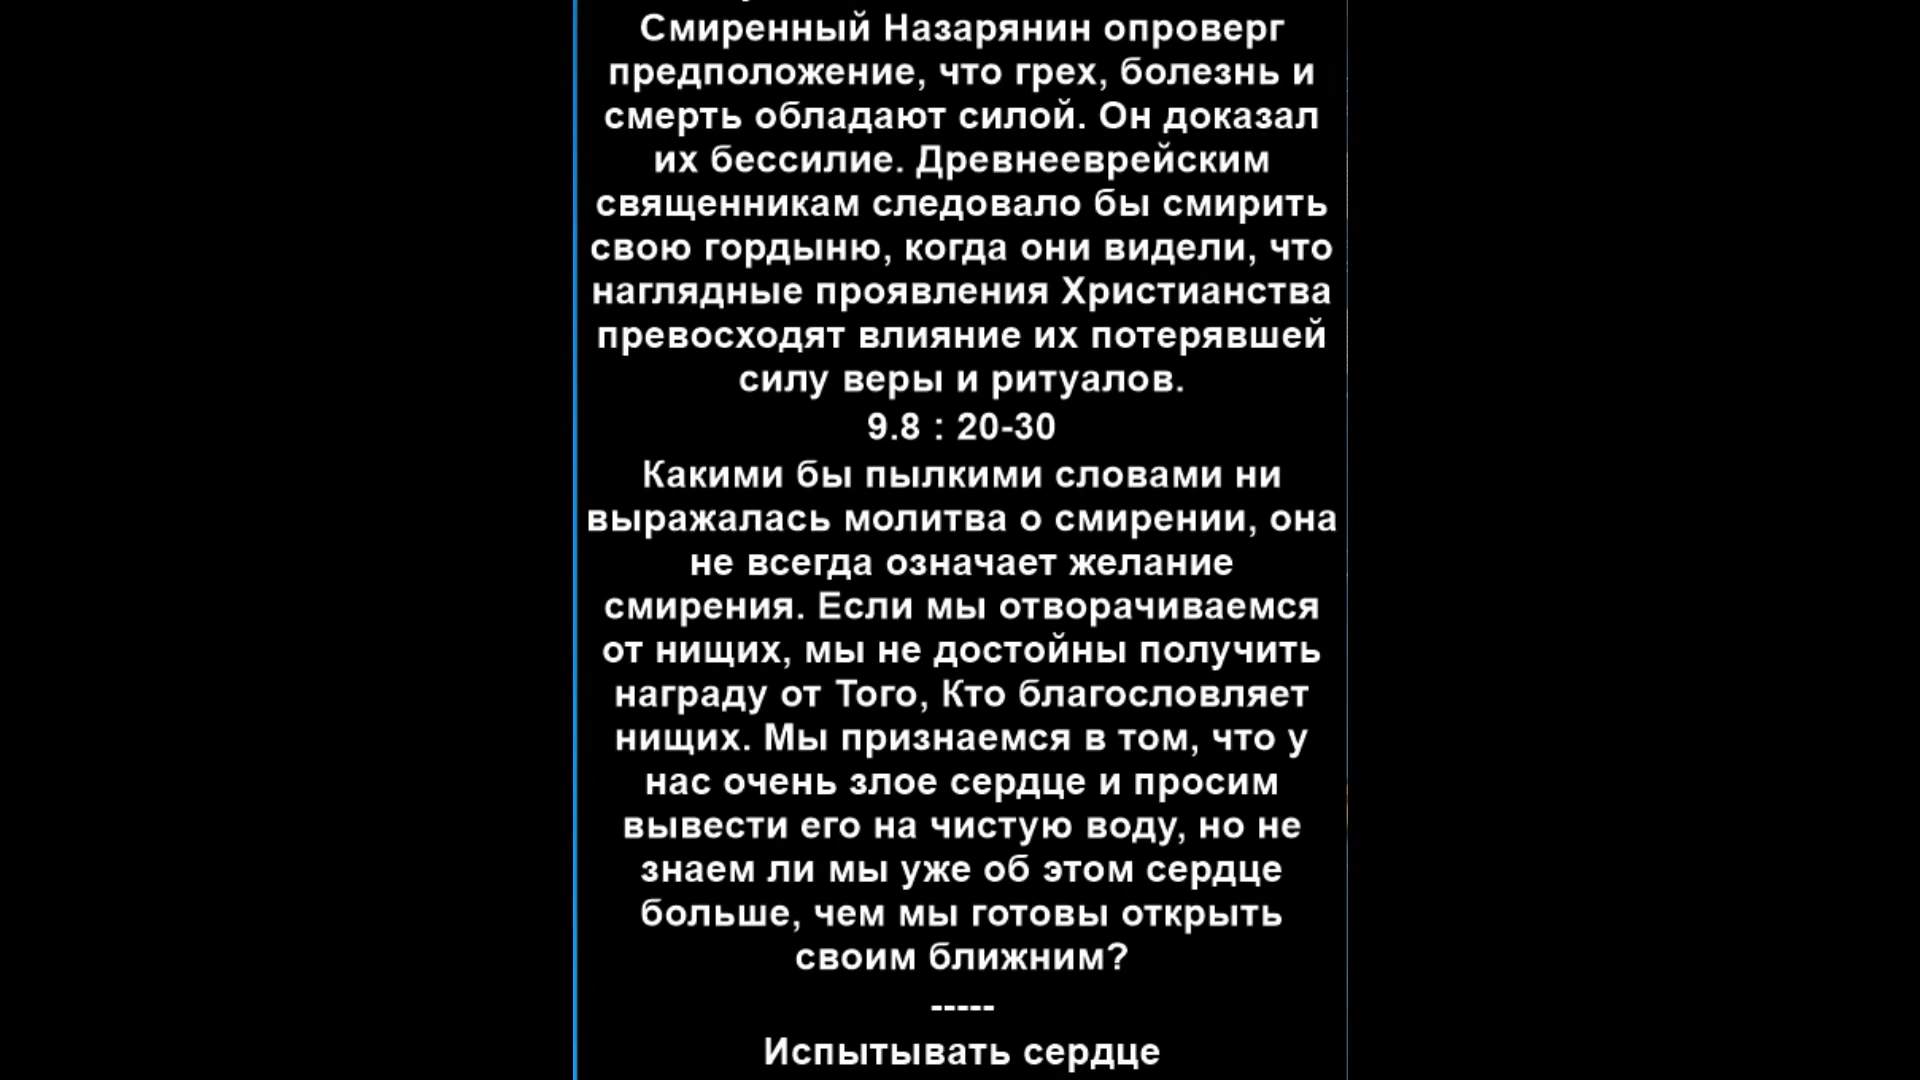 Смиренный Назарянин опроверг
предположение, что грех, болезнь и
смерть обладают силой. Он доказал
их бессилие. Древнееврейским
священникам следовало бы смирить
свою гордыню, когда они видели, что
наглядные проявления Христианства
превосходят влияние их потерявшей
силу веры и ритуалов.
9.8 : 20-30
Какими бы пылкими словами ни
выражалась молитва о смирении, она
не всегда означает желание
смирения. Если мы отворачиваемся
от нищих, мы не достойны получить
награду от Того, Кто благословляет
нищих. Мы признаемся в том, что у
нас очень злое сердце и просим
вывести его на чистую воду, но не
знаем ли мы уже об этом сердце
больше, чем мы готовы открыть
своим ближним?
-----
Испытывать сердце